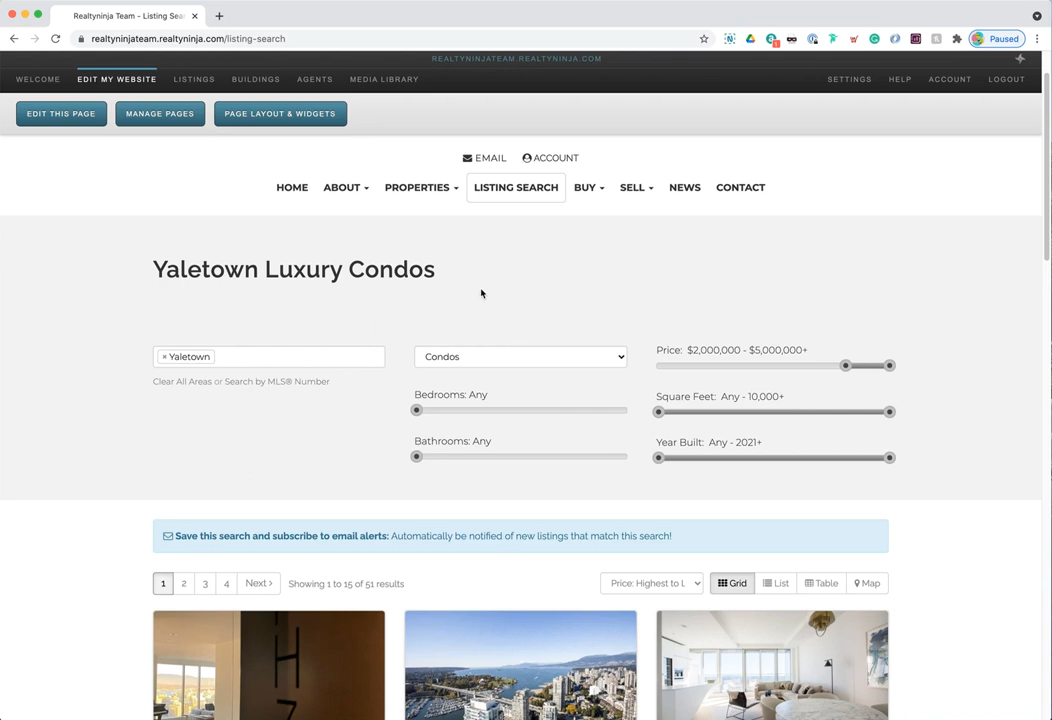 Realtyninja Team - Listing Sear
realtyninjateam.realtyninja.com/listing-search
Paused
REALTYNINJATEAM.REALTYNINJA.COM
WELCOME EDIT MY WEBSITE LISTINGS BUILDINGS AGENTS MEDIA LIBRARY SETTINGS HELP ACCOUNT LOGOUT
EDIT THIS PAGE MANAGE PAGES PAGE LAYOUT & WIDGETS
EMAIL ACCOUNT
HOME ABOUT PROPERTIES LISTING SEARCH BUY SELL NEWS CONTACT
Yaletown Luxury Condos
× Yaletown
Clear All Areas or Search by MLS® Number
Condos
Bedrooms: Any
Bathrooms: Any
Price: $2,000,000 - $5,000,000+
Square Feet: Any - 10,000+
Year Built: Any - 2021+
Save this search and subscribe to email alerts: Automatically be notified of new listings that match this search!
1 2 3 4 Next › Showing 1 to 15 of 51 results Price: Highest to L Grid List Table Map